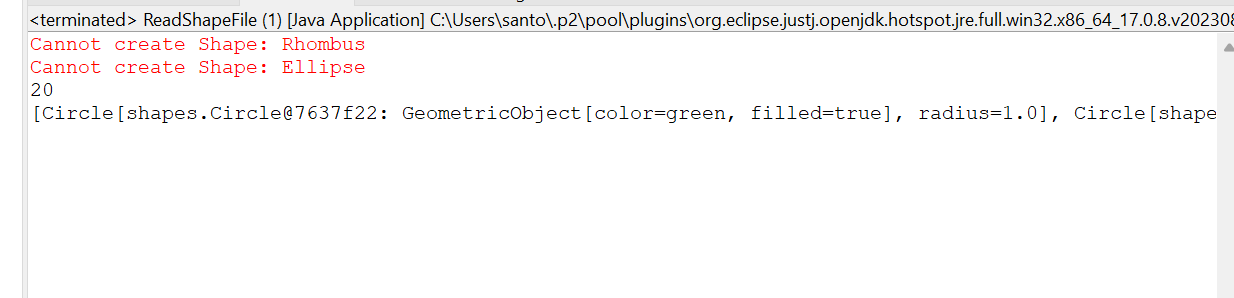 <terminated> ReadShapeFile (1) [Java Application] C:\Users\santo\.p2\pool\plugins\org.eclipse.justj.openjdk.hotspot.jre.full.win32.x86_64_17.0.8.v20230
Cannot create Shape: Rhombus
Cannot create Shape: Ellipse
20
[Circle[shapes.Circle@7637f22: GeometricObject[color=green, filled=true], radius=1.0], Circle[shape